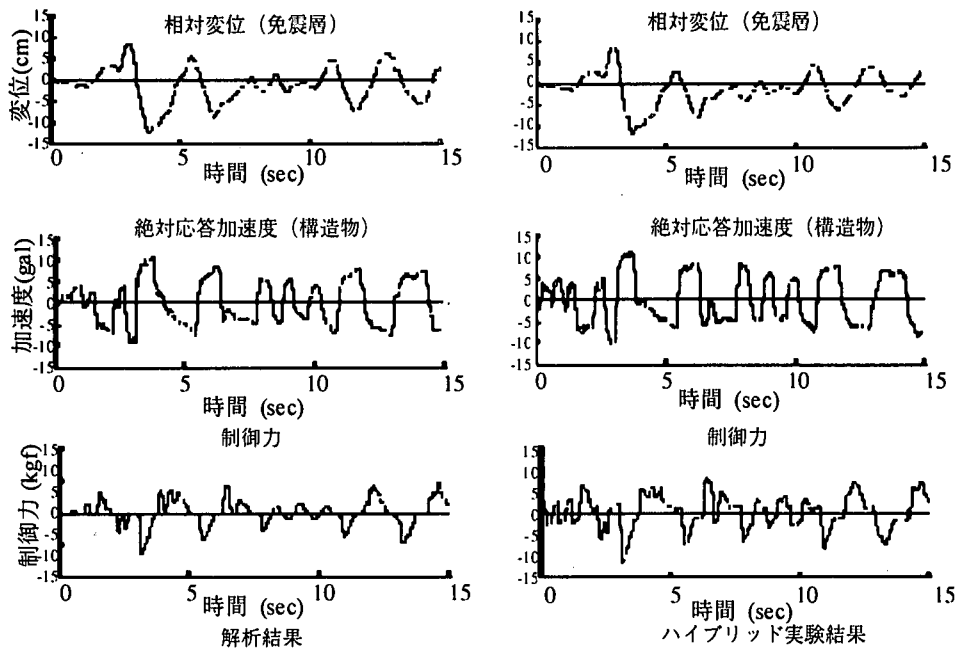 相対変位（免震層）
変位(cm)
15
10
5
0
-5
-10
-15
0 5 10 15
時間 (sec)
相対変位（免震層）
15
10
5
0
-5
-10
-15
0 5 10 15
時間 (sec)
絶対応答加速度（構造物）
加速度(gal)
15
10
5
0
-5
-10
-15
0 5 10 15
時間 (sec)
絶対応答加速度（構造物）
15
10
5
0
-5
-10
-15
0 5 10 15
時間 (sec)
制御力
制御力 (kgf)
15
10
5
0
-5
-10
-15
0 5 10 15
時間 (sec)
解析結果
制御力
15
10
5
0
-5
-10
-15
0 5 10 15
時間 (sec)
ハイブリッド実験結果